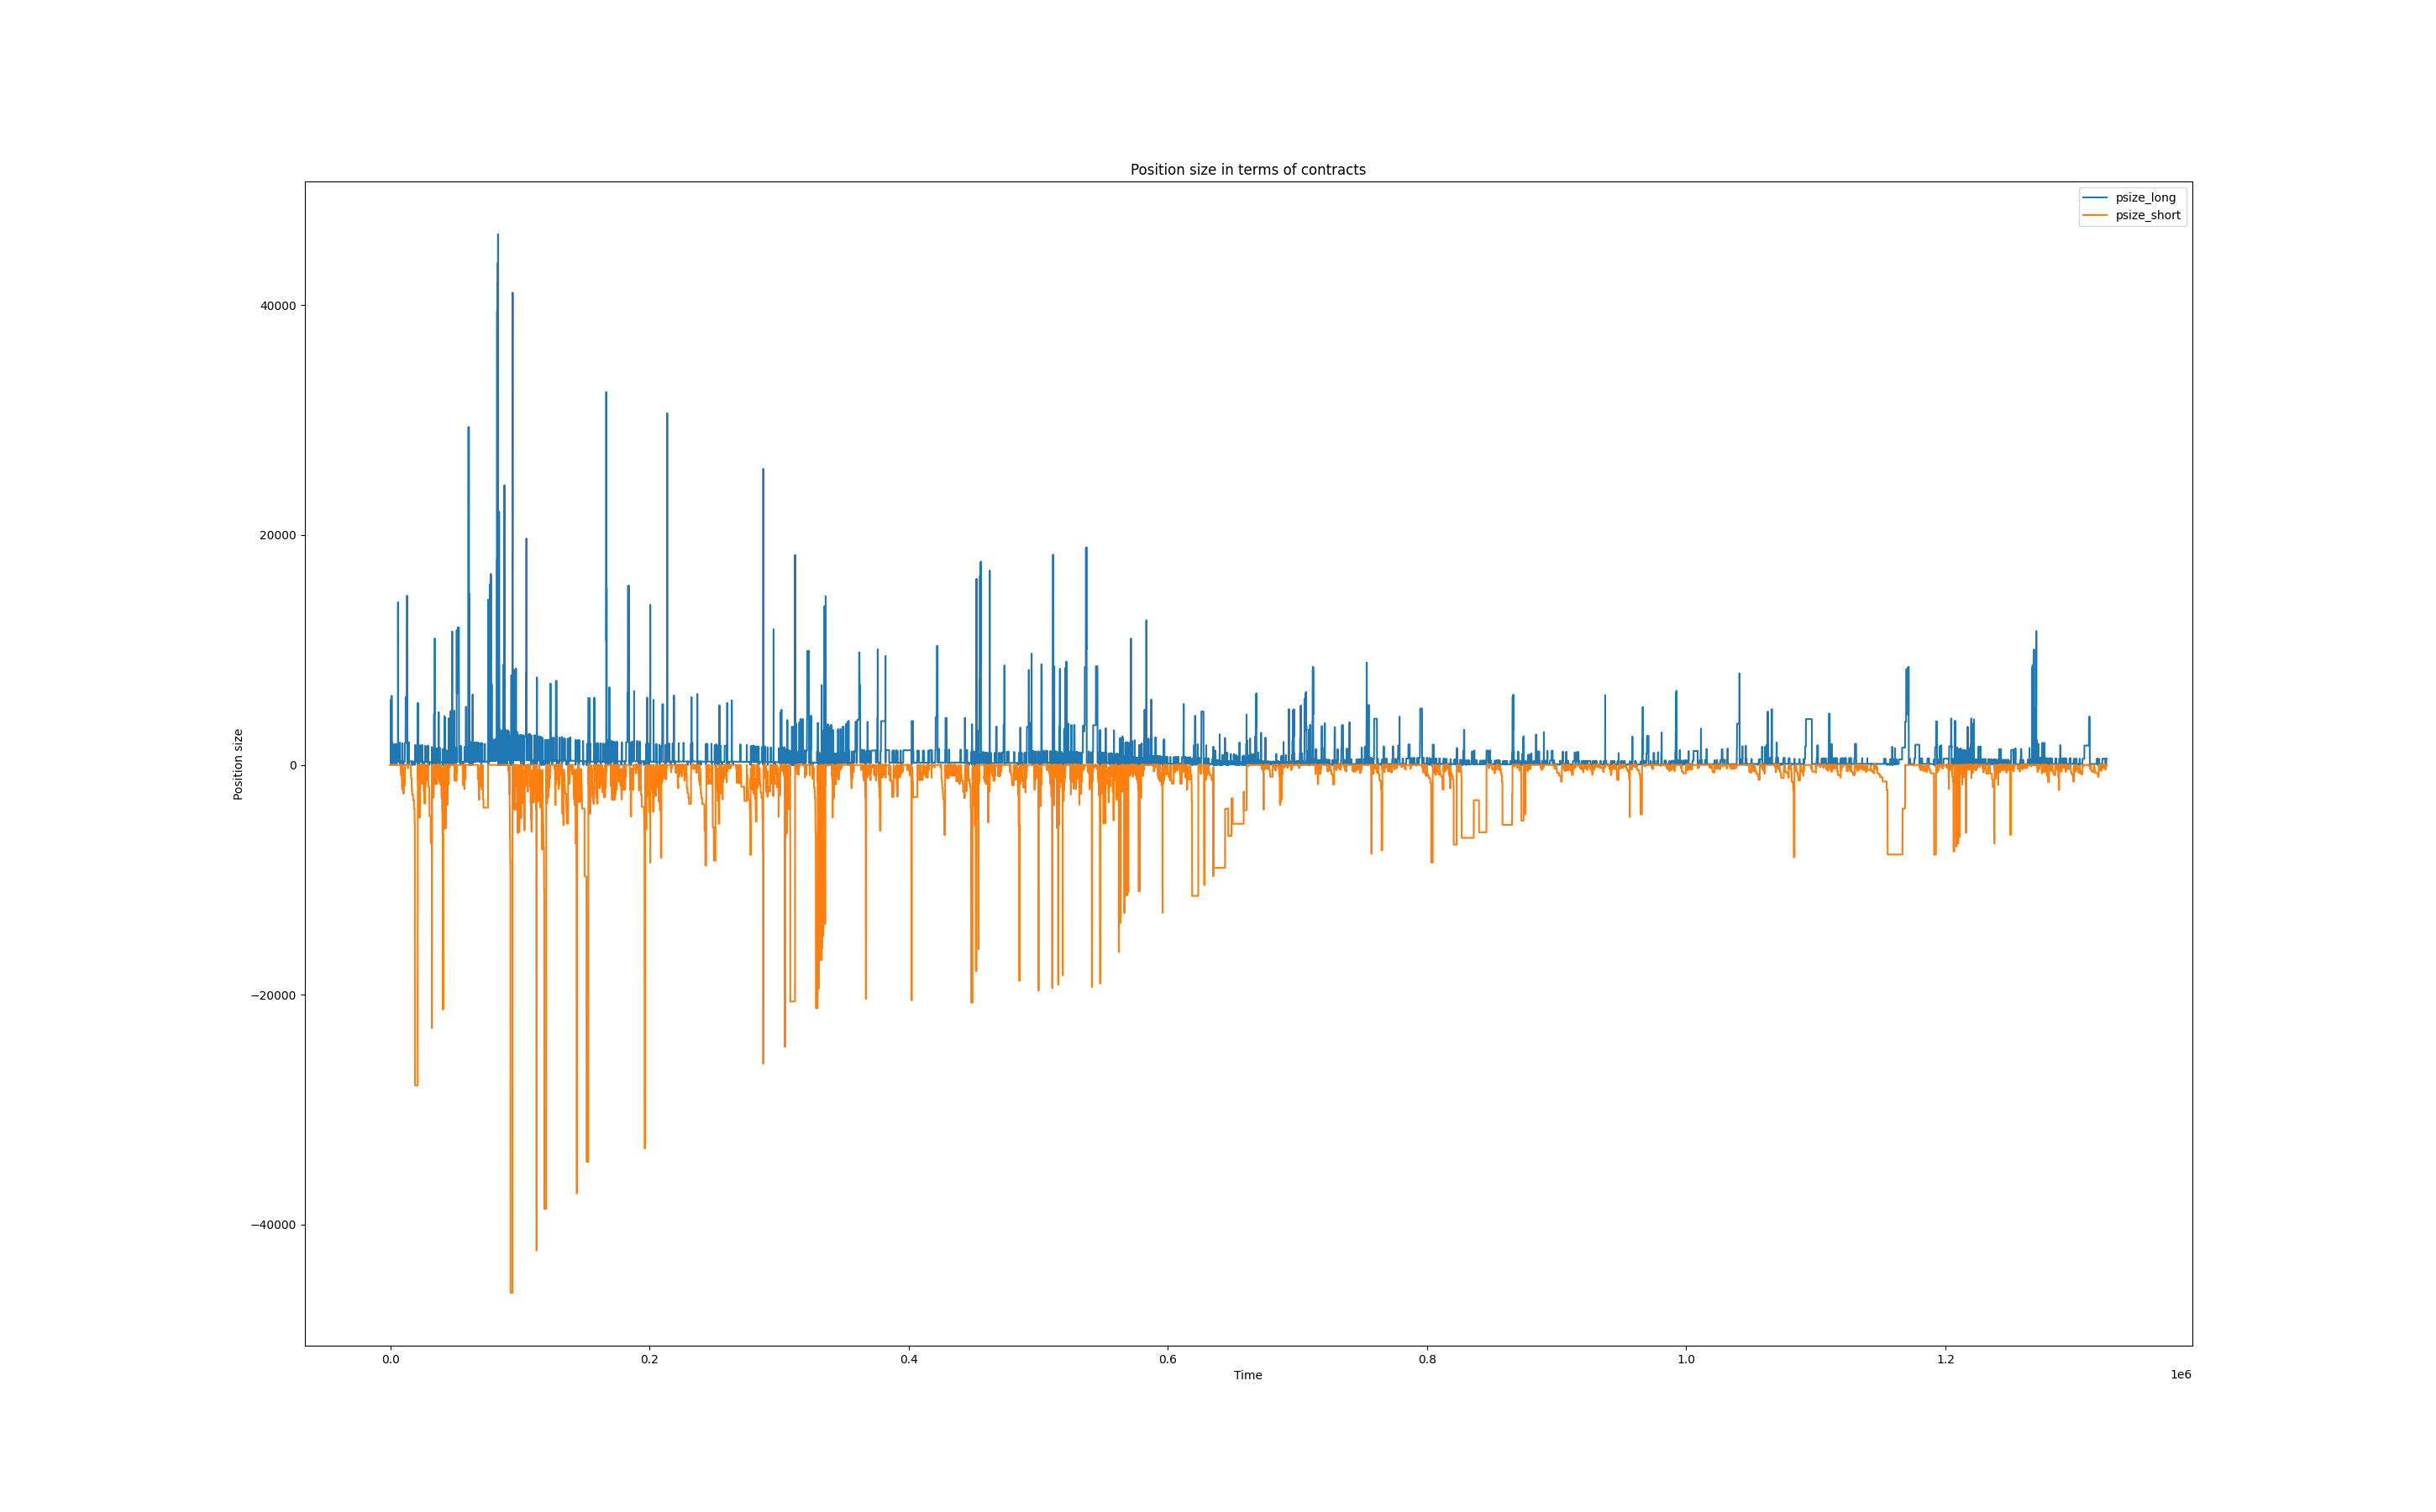 Position size in terms of contracts
psize_long
psize_short
40000
20000
0
−20000
−40000
Position size
0.0
0.2
0.4
0.6
0.8
1.0
1.2
1e6
Time